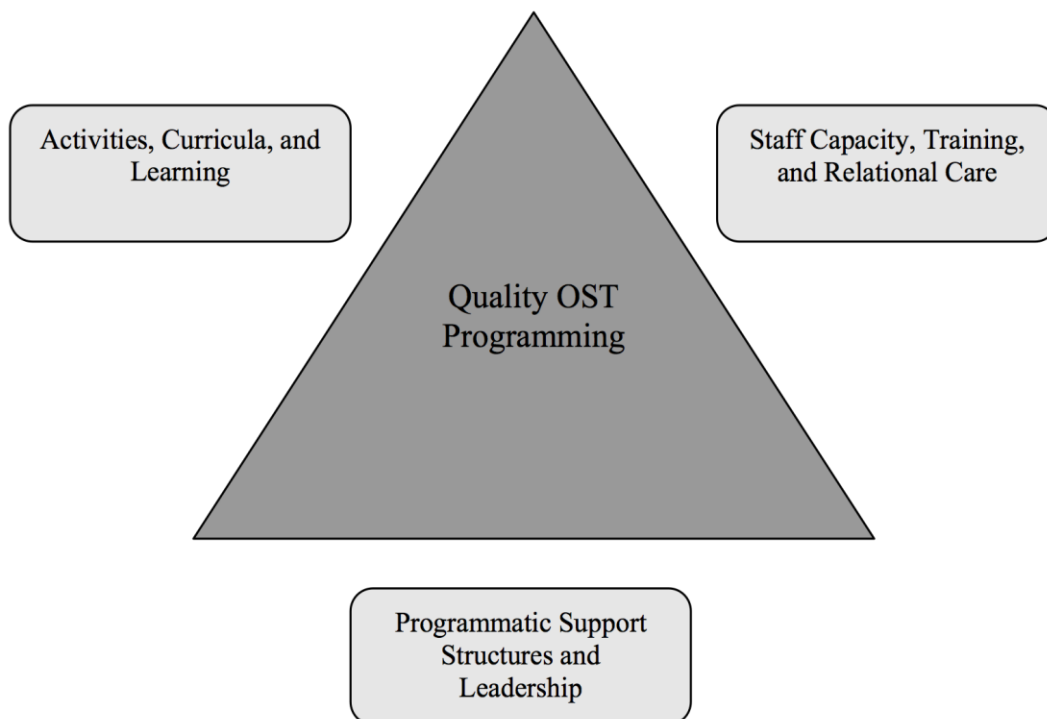 Activities, Curricula, and
Learning
Staff Capacity, Training,
and Relational Care
Quality OST
Programming
Programmatic Support
Structures and
Leadership